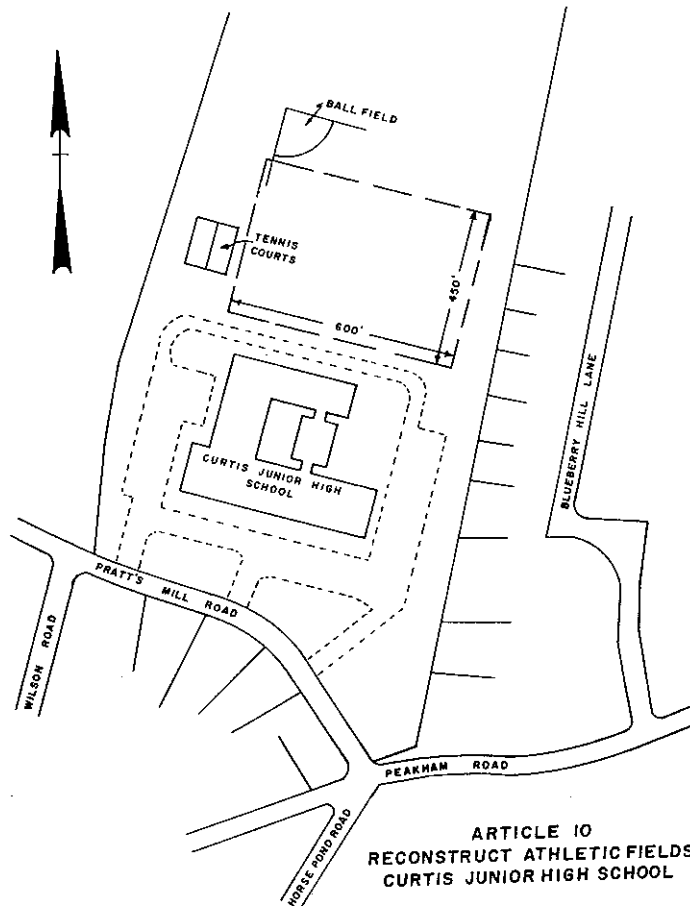 BALL FIELD
TENNIS
COURTS
450'
600'
CURTIS JUNIOR HIGH
SCHOOL
BLUEBERRY HILL LANE
PRATT'S MILL ROAD
WILSON ROAD
PEAKHAM ROAD
HORSE POND ROAD
ARTICLE 10
RECONSTRUCT ATHLETIC FIELDS
CURTIS JUNIOR HIGH SCHOOL